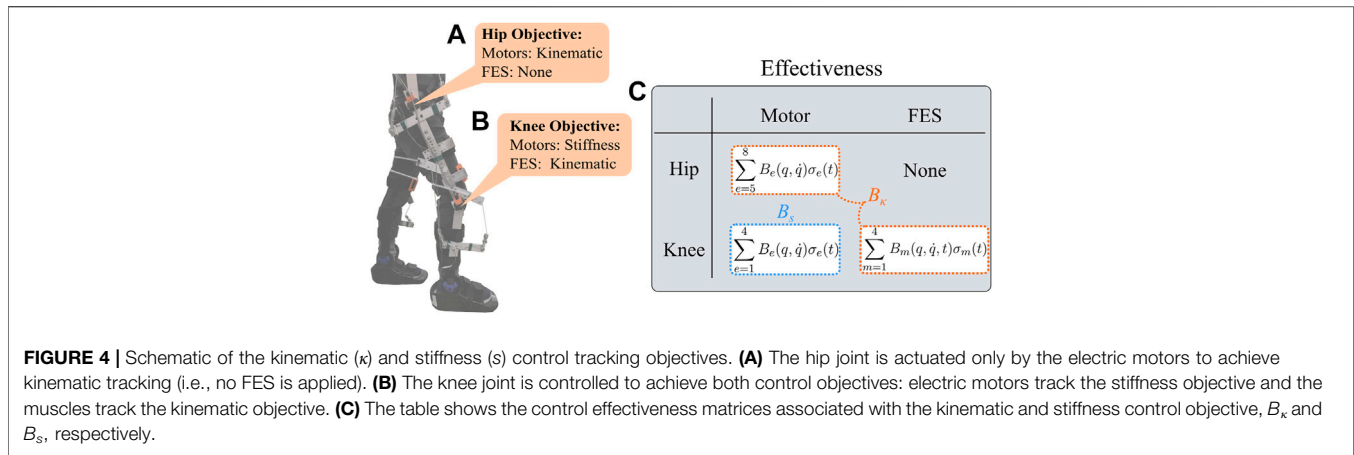 A
Hip Objective:
Motors: Kinematic
FES: None
B
Knee Objective:
Motors: Stiffness
FES: Kinematic
C
Effectiveness
Motor FES
Hip
8
∑ B_e(q, q̇)σ_e(t)
e=5
None
B_κ
B_s
Knee
4
∑ B_e(q, q̇)σ_e(t)
e=1
4
∑ B_m(q, q̇, t)σ_m(t)
m=1
FIGURE 4 | Schematic of the kinematic (κ) and stiffness (s) control tracking objectives. (A) The hip joint is actuated only by the electric motors to achieve
kinematic tracking (i.e., no FES is applied). (B) The knee joint is controlled to achieve both control objectives: electric motors track the stiffness objective and the
muscles track the kinematic objective. (C) The table shows the control effectiveness matrices associated with the kinematic and stiffness control objective, B_κ and
B_s, respectively.